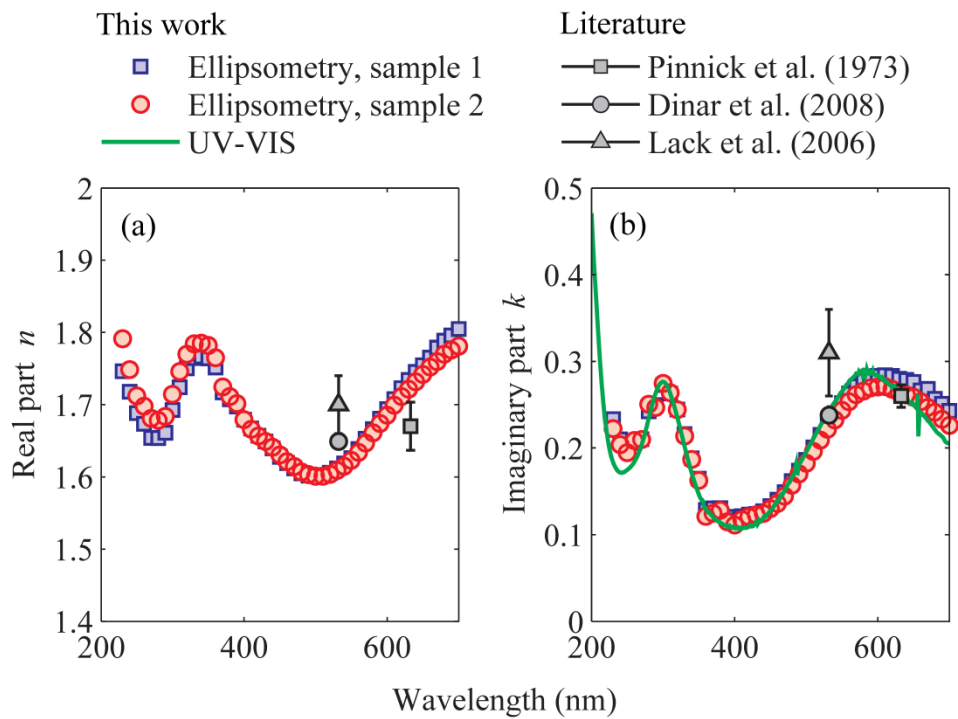 This work
Ellipsometry, sample 1
Ellipsometry, sample 2
UV-VIS
Literature
Pinnick et al. (1973)
Dinar et al. (2008)
Lack et al. (2006)
(a)
Real part n
2
1.9
1.8
1.7
1.6
1.5
1.4
200 400 600
(b)
Imaginary part k
0.5
0.4
0.3
0.2
0.1
0
200 400 600
Wavelength (nm)